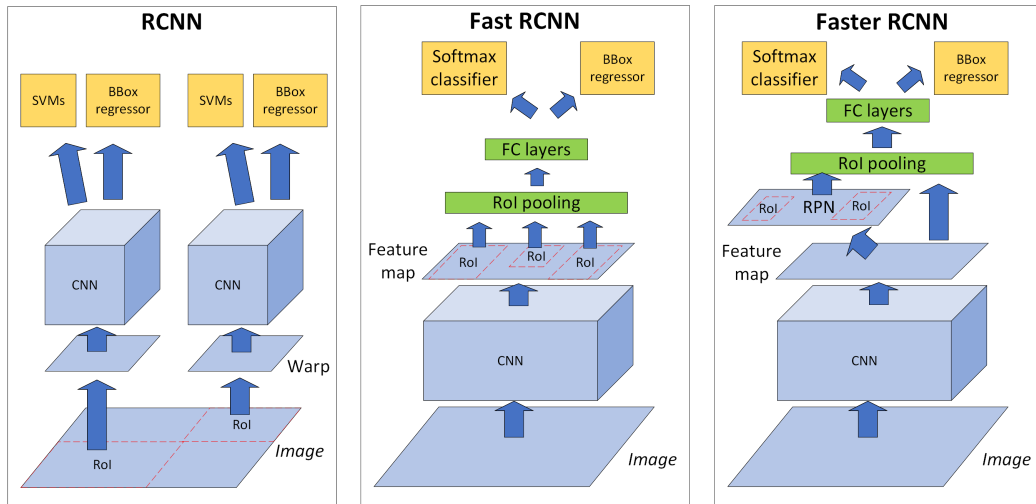 RCNN
SVMs
BBox
regressor
SVMs
BBox
regressor
CNN
CNN
Warp
RoI
RoI
Image
Fast RCNN
Softmax
classifier
BBox
regressor
FC layers
RoI pooling
Feature
map
RoI
RoI
RoI
CNN
Image
Faster RCNN
Softmax
classifier
BBox
regressor
FC layers
RoI pooling
RoI
RPN
RoI
Feature
map
CNN
Image